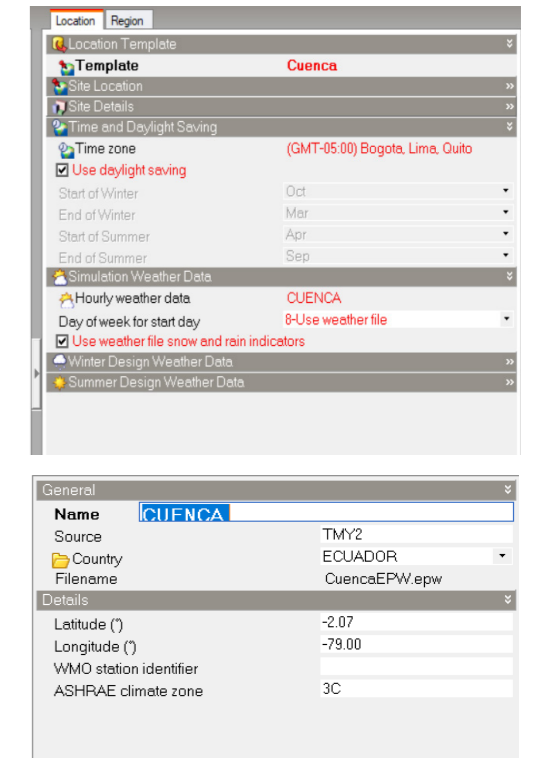 Location Region
Location Template
Template Cuenca
Site Location
Site Details
Time and Daylight Saving
Time zone (GMT-05:00) Bogota, Lima, Quito
Use daylight saving
Start of Winter Oct
End of Winter Mar
Start of Summer Apr
End of Summer Sep
Simulation Weather Data
Hourly weather data CUENCA
Day of week for start day 8-Use weather file
Use weather file snow and rain indicators
Winter Design Weather Data
Summer Design Weather Data
General
Name CUENCA
Source TMY2
Country ECUADOR
Filename CuencaEPW.epw
Details
Latitude (°) -2.07
Longitude (°) -79.00
WMO station identifier
ASHRAE climate zone 3C